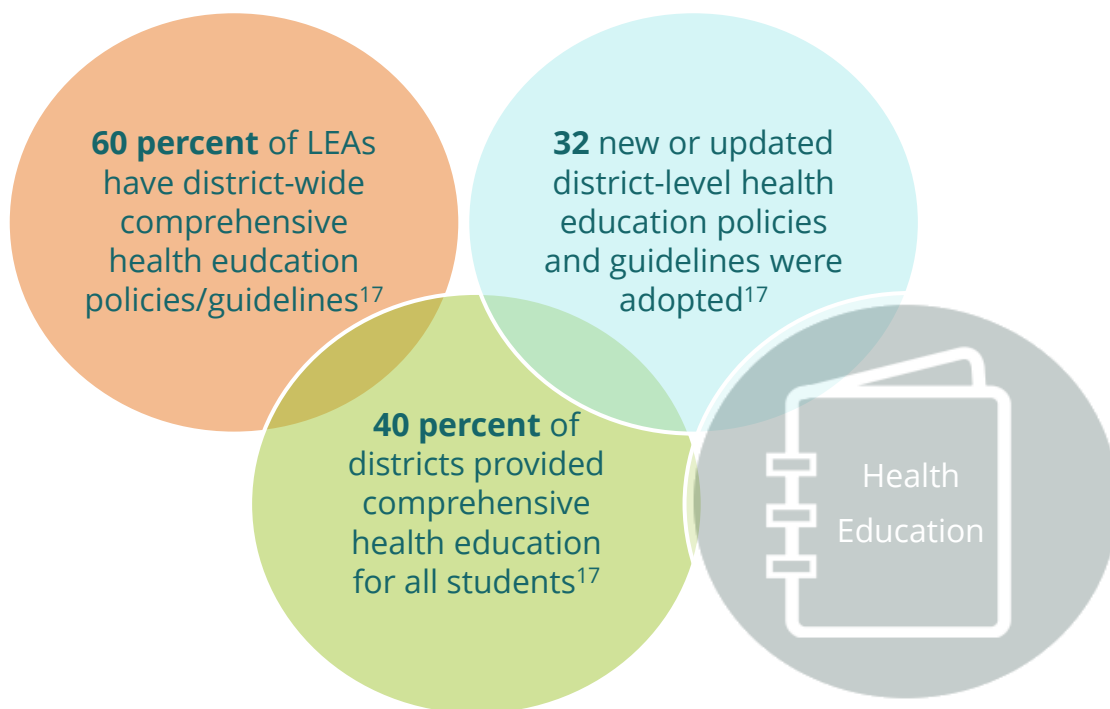 60 percent of LEAs
have district-wide
comprehensive
health eudcation
policies/guidelines17
32 new or updated
district-level health
education policies
and guidelines were
adopted17
40 percent of
districts provided
comprehensive
health education
for all students17
Health
Education